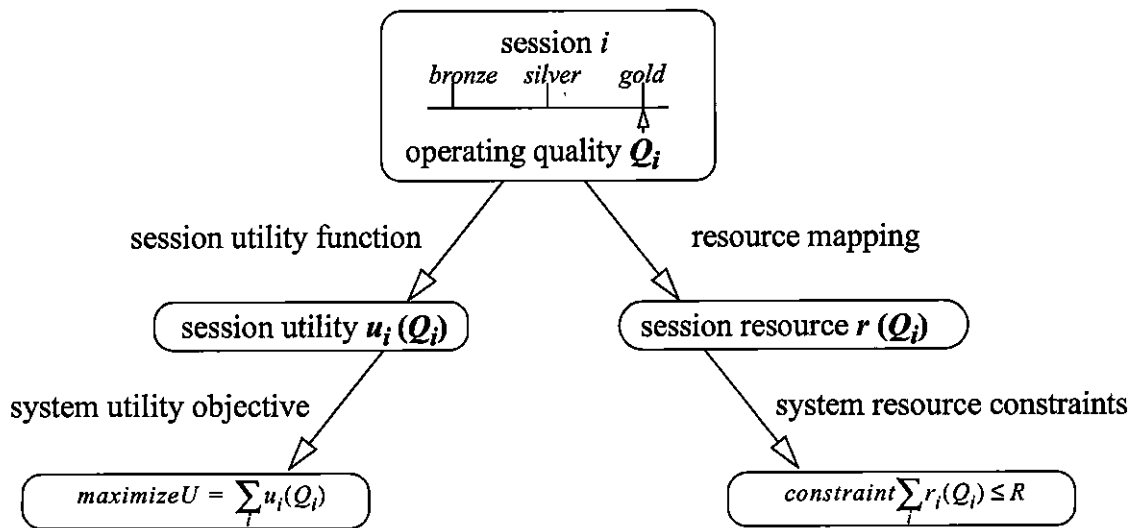 session i
bronze silver gold
operating quality Q_i
session utility function
resource mapping
session utility u_i (Q_i)
session resource r (Q_i)
system utility objective
system resource constraints
maximizeU = ∑_i u_i(Q_i)
constraint ∑_i r_i(Q_i) ≤ R